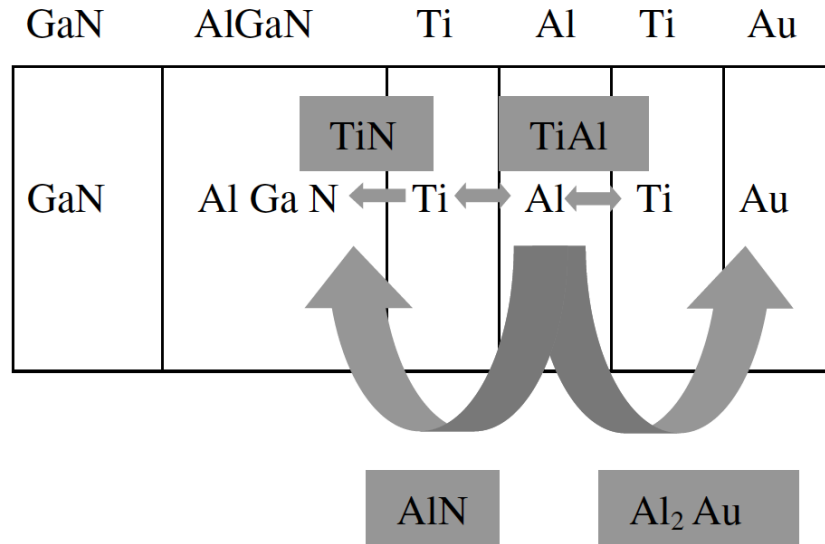 GaN AlGaN Ti Al Ti Au
TiN TiAl
GaN Al Ga N Ti Al Ti Au
AlN Al₂ Au